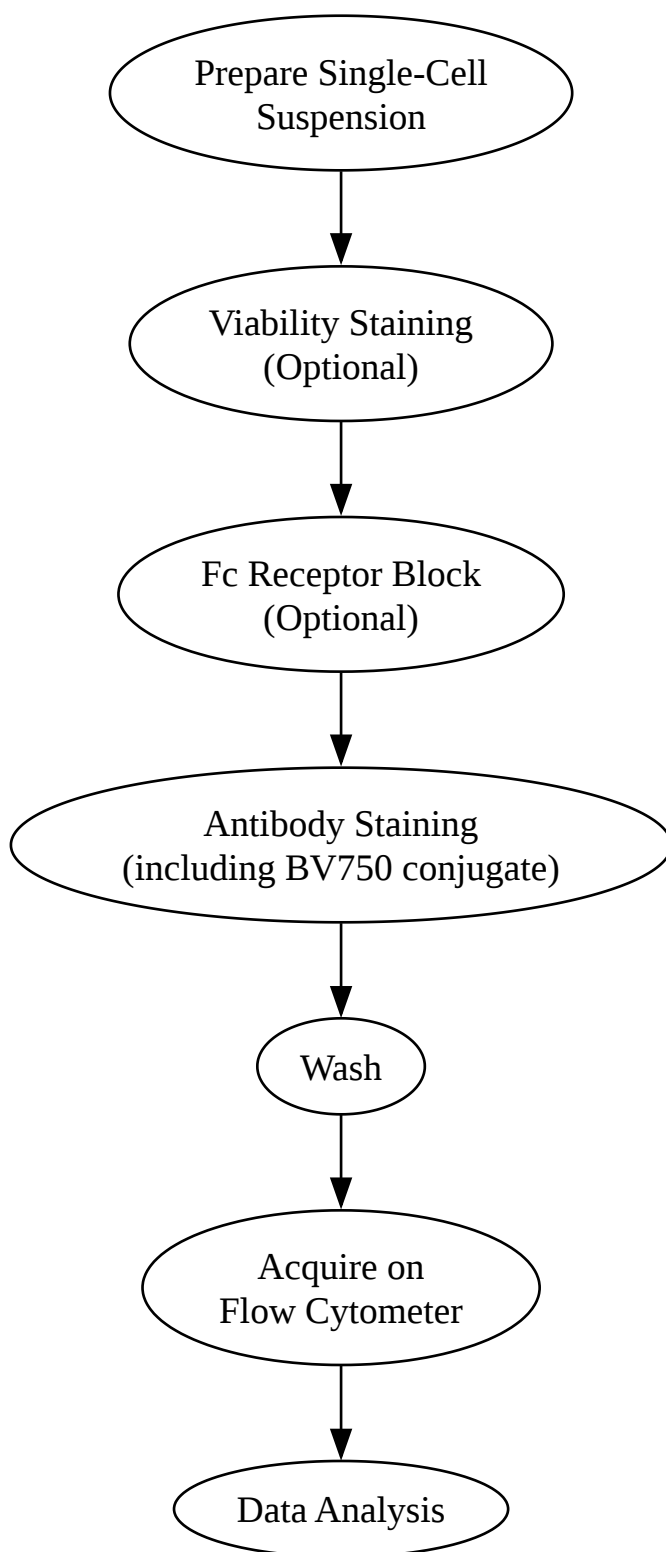 Prepare Single-Cell
Suspension
Viability Staining
(Optional)
Fc Receptor Block
(Optional)
Antibody Staining
(including BV750 conjugate)
Wash
Acquire on
Flow Cytometer
Data Analysis